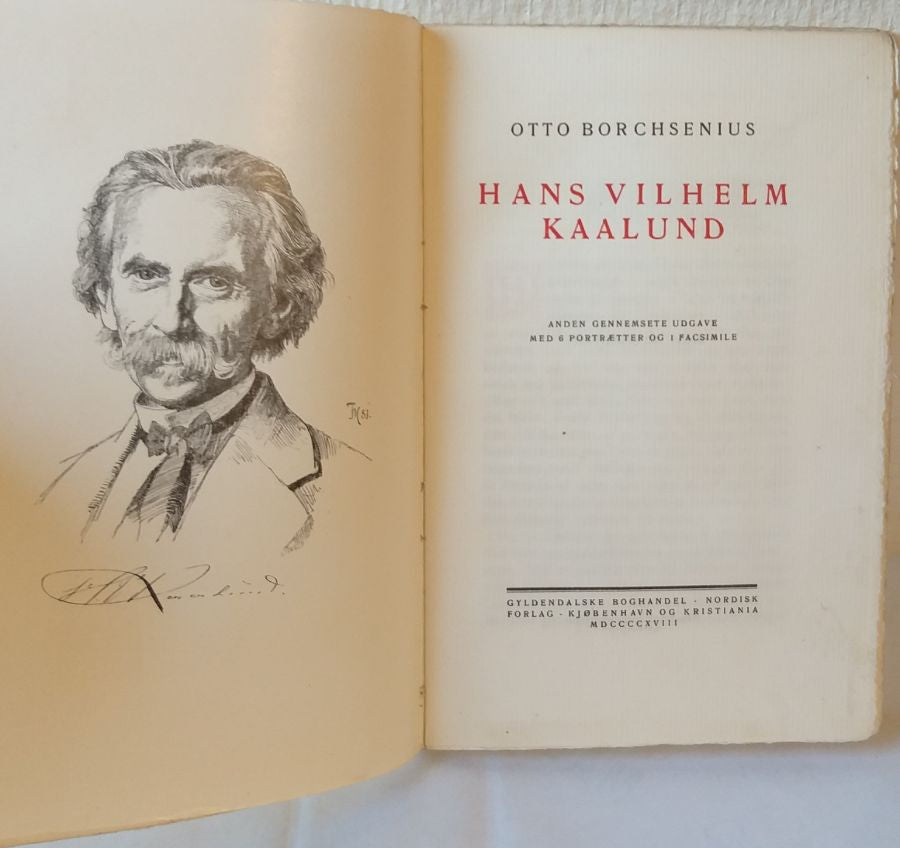 OTTO BORCHSENIUS
HANS VILHELM
KAALUND
ANDEN GENNEMSETE UDGAVE
MED 6 PORTRÆTTER OG 1 FACSIMILE
GYLDENDALSKE BOGHANDEL - NORDISK
FORLAG - KJØBENHAVN OG KRISTIANIA
MDCCCCXVIII